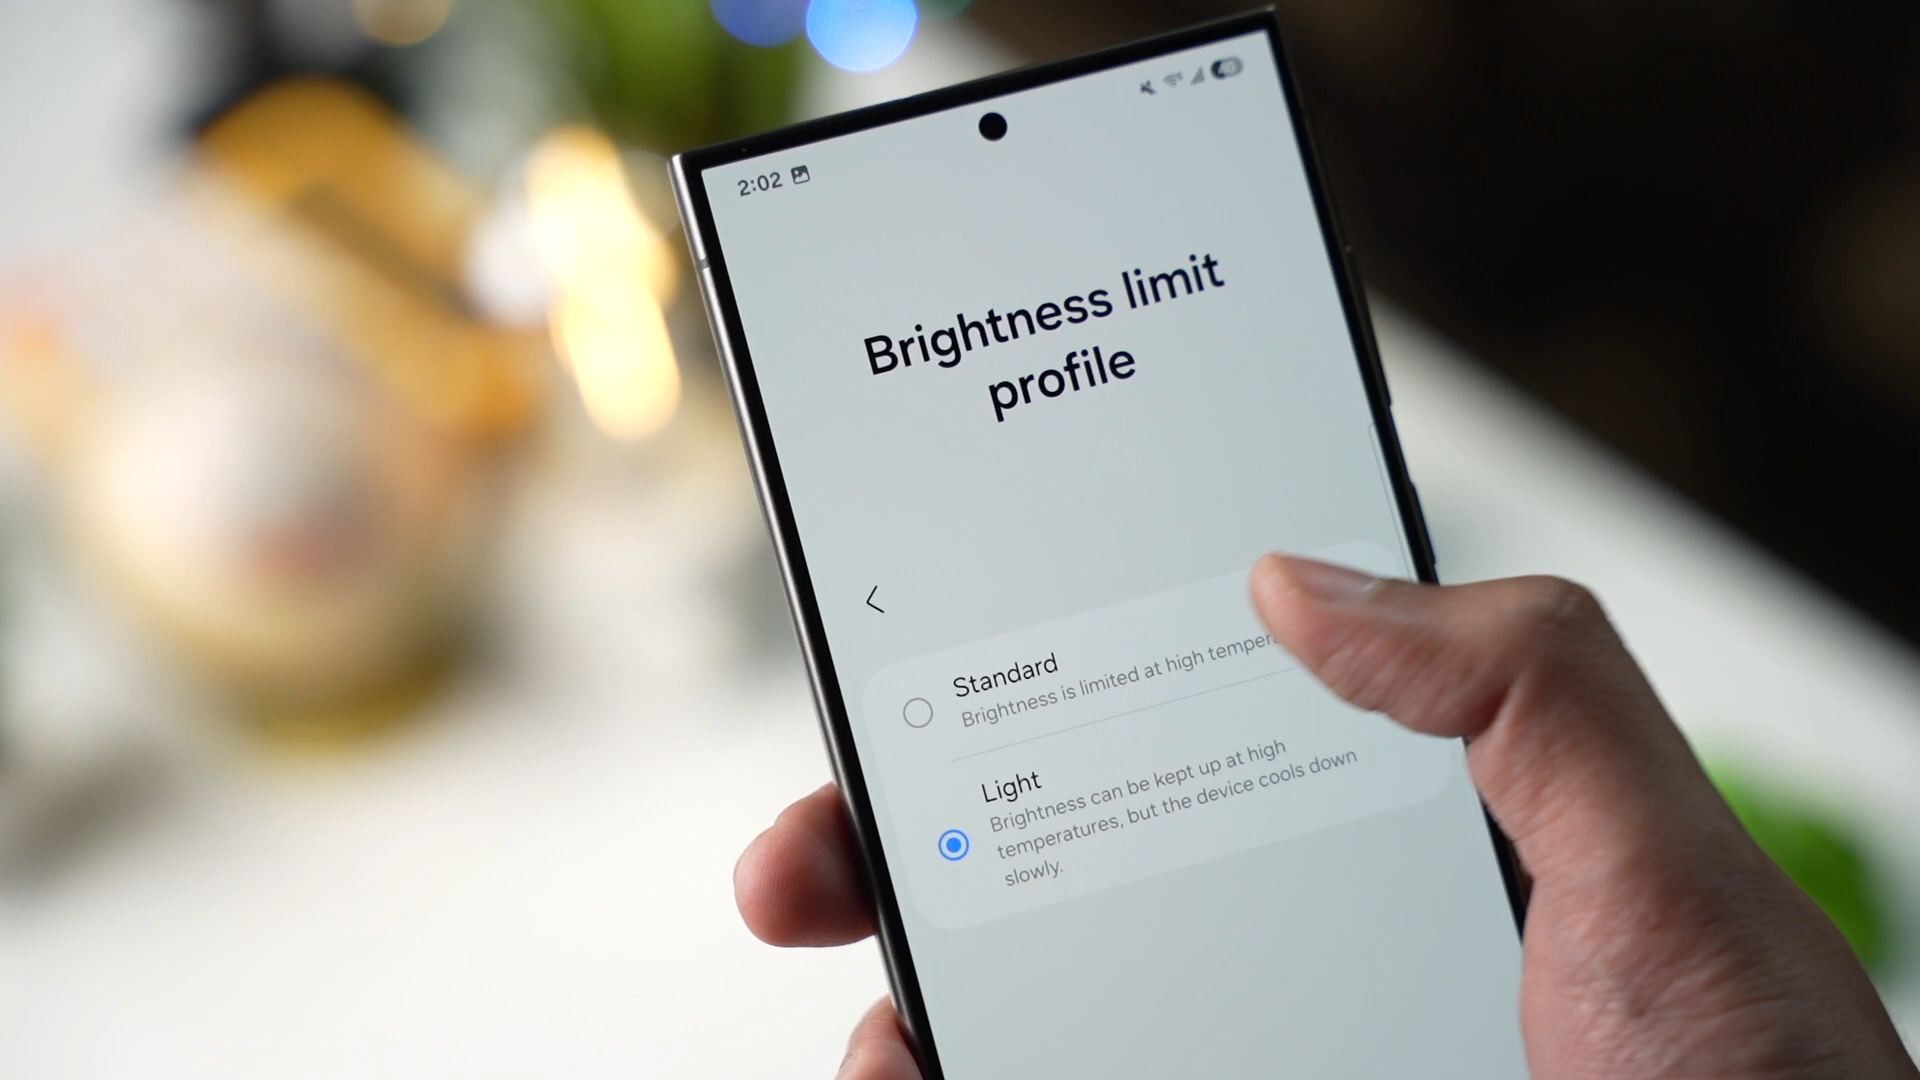 2:02
Brightness limit
profile
Standard
Brightness is limited at high
Light
Brightness can be kept up at high
temperatures, but the device cools down
slowly.